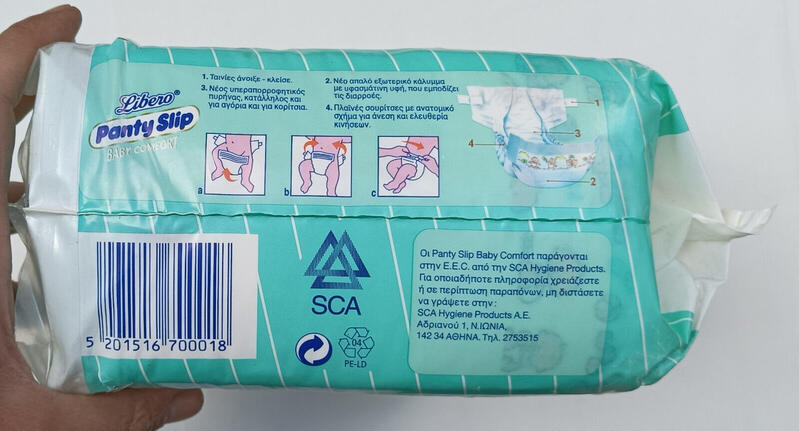 Libero®
Panty Slip
BABY COMFORT
1. Ταινίες άνοιξε - κλείσε.
3. Νέος υπεραπορροφητικός
πυρήνας, κατάλληλος και
για αγόρια και για κορίτσια.
2. Νέο απαλό εξωτερικό κάλυμμα
με υφασμάτινη υφή, που εμποδίζει
τις διαρροές.
4. Πλαϊνές σουρίτσες με ανατομικό
σχήμα για άνεση και ελευθερία
κινήσεων.
1
3
4
2
a
b
c
5 201516 700018
SCA
04
PE-LD
Οι Panty Slip Baby Comfort παράγονται
στην Ε.Ε.C. από την SCA Hygiene Products.
Για οποιαδήποτε πληροφορία χρειάζεστε
ή σε περίπτωση παραπόνων, μη διστάσετε
να γράψετε στην :
SCA Hygiene Products A.E.
Αδριανού 1, Ν.ΙΩΝΙΑ,
142 34 ΑΘΗΝΑ. Τηλ. 2753515